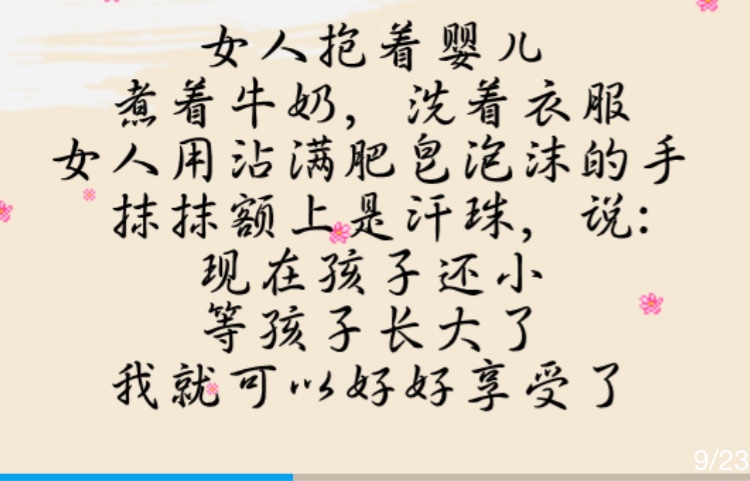 女人抱着婴儿
煮着牛奶，洗着衣服
女人用沾满肥皂泡沫的手
抹抹额上是汗珠，说：
现在孩子还小
等孩子长大了
我就可以好好享受了
9/23